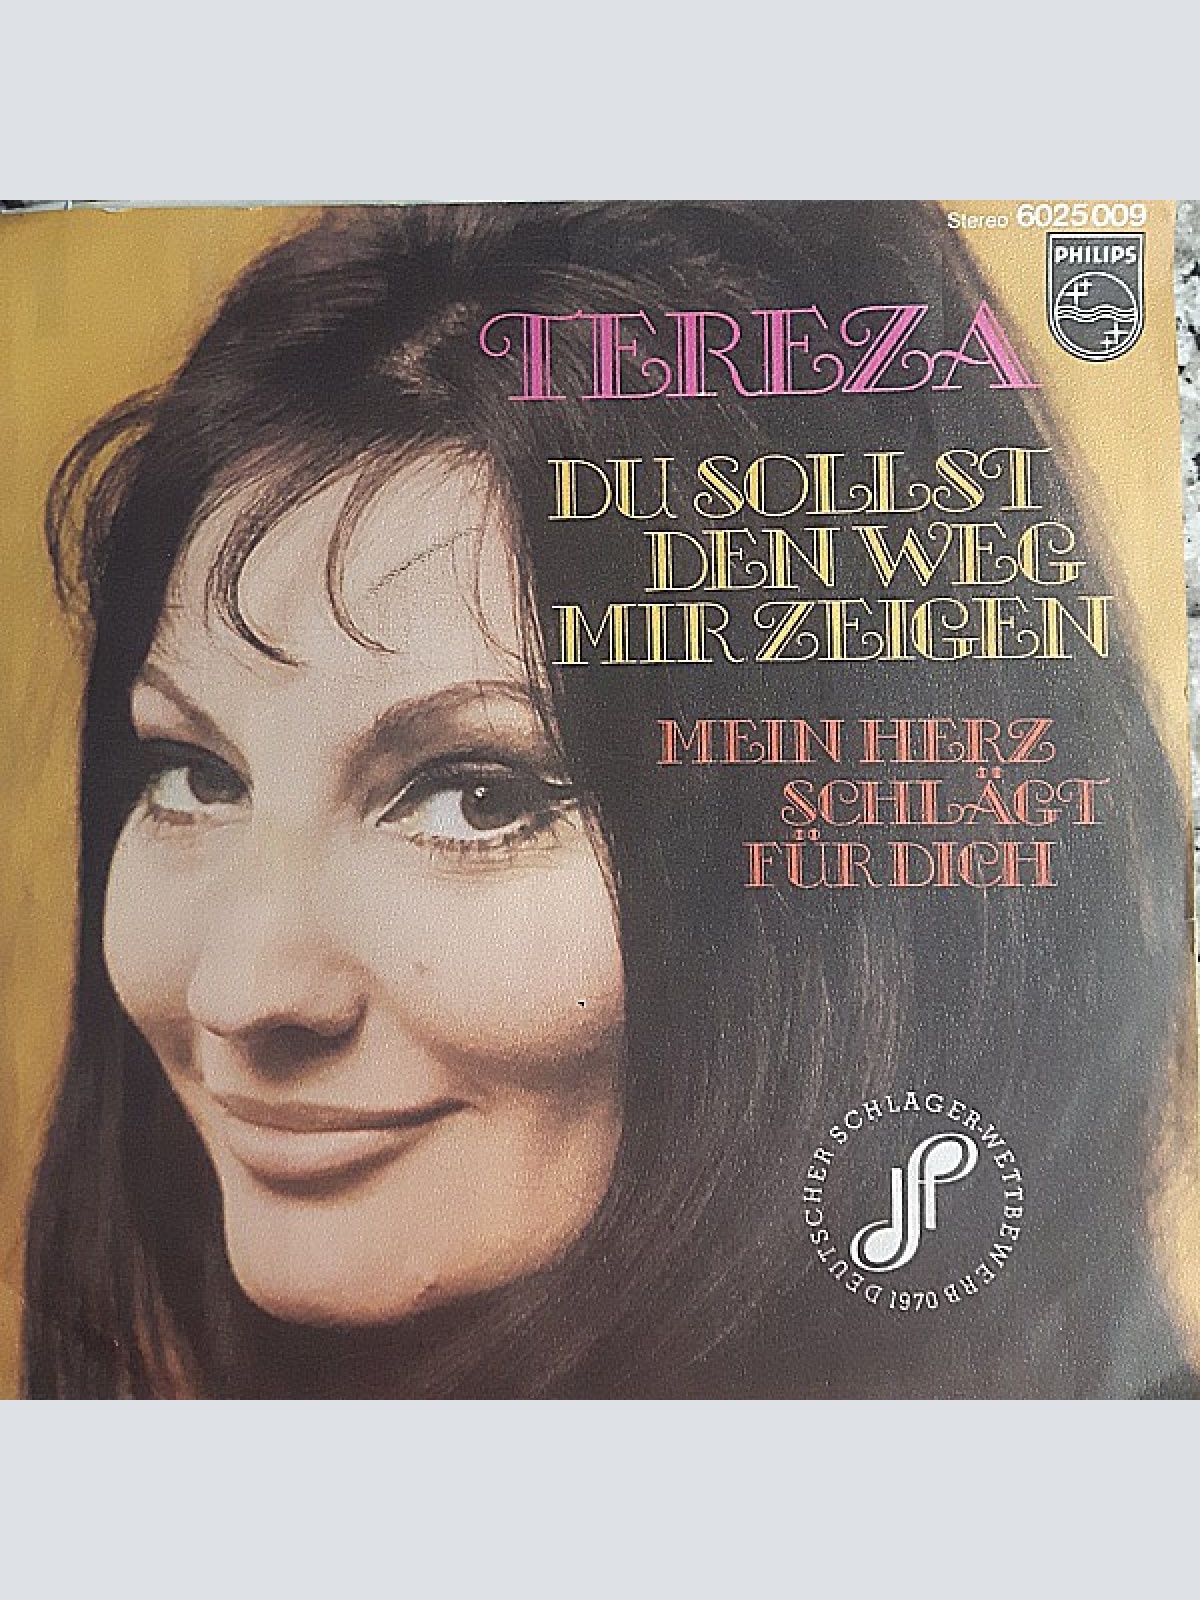 Stereo 6025 009
PHILIPS
TEREZA
DU SOLLST
DEN WEG
MIR ZEIGEN
MEIN HERZ
SCHLÄGT
FÜR DICH
DEUTSCHER SCHLAGER-WETTBEWERB 1970